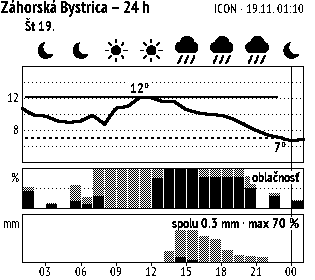 Záhorská Bystrica – 24 h
ICON · 19.11. 01:10
Št 19.
12°
12
8
7°
%
oblačnosť
mm
spolu 0.3 mm · max 70 %
03 06 09 12 15 18 21 00